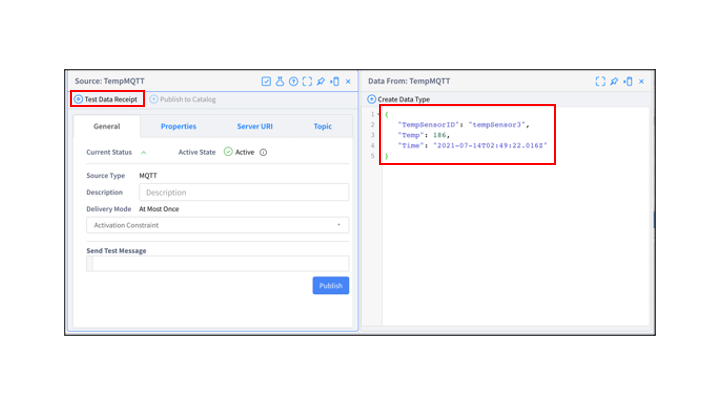 Source: TempMQTT
Test Data Receipt
Publish to Catalog
General
Properties
Server URI
Topic
Current Status
Active State
Active
Source Type
MQTT
Description
Description
Delivery Mode
At Most Once
Activation Constraint
Send Test Message
Publish
Data From: TempMQTT
Create Data Type
1 {
2 "TempSensorID": "tempSensor3",
3 "Temp": 186,
4 "Time": "2021-07-14T02:49:22.016Z"
5 }